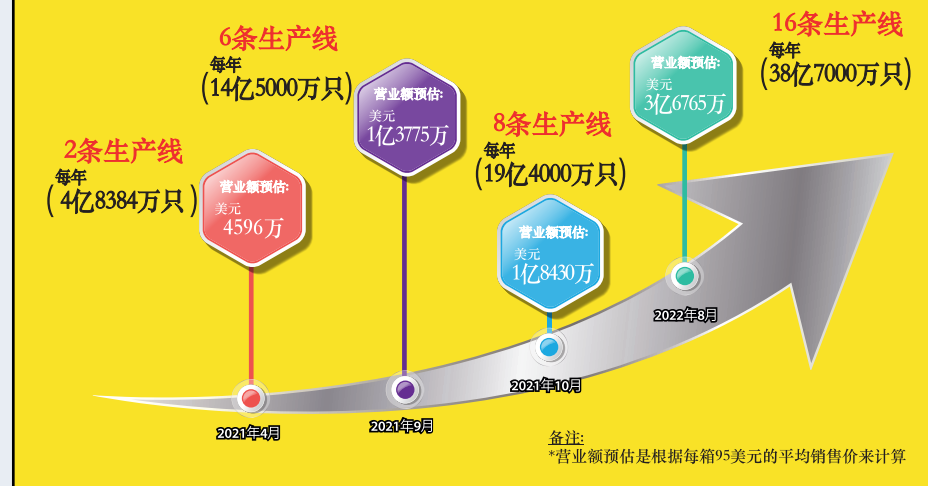 2条生产线
每年
(4亿8384万只)
营业额预估:
美元
4596万
2021年4月
6条生产线
每年
(14亿5000万只)
营业额预估:
美元
1亿3775万
2021年9月
8条生产线
每年
(19亿4000万只)
营业额预估:
美元
1亿8430万
2021年10月
16条生产线
每年
(38亿7000万只)
营业额预估:
美元
3亿6765万
2022年8月
备注:
*营业额预估是根据每箱95美元的平均销售价来计算